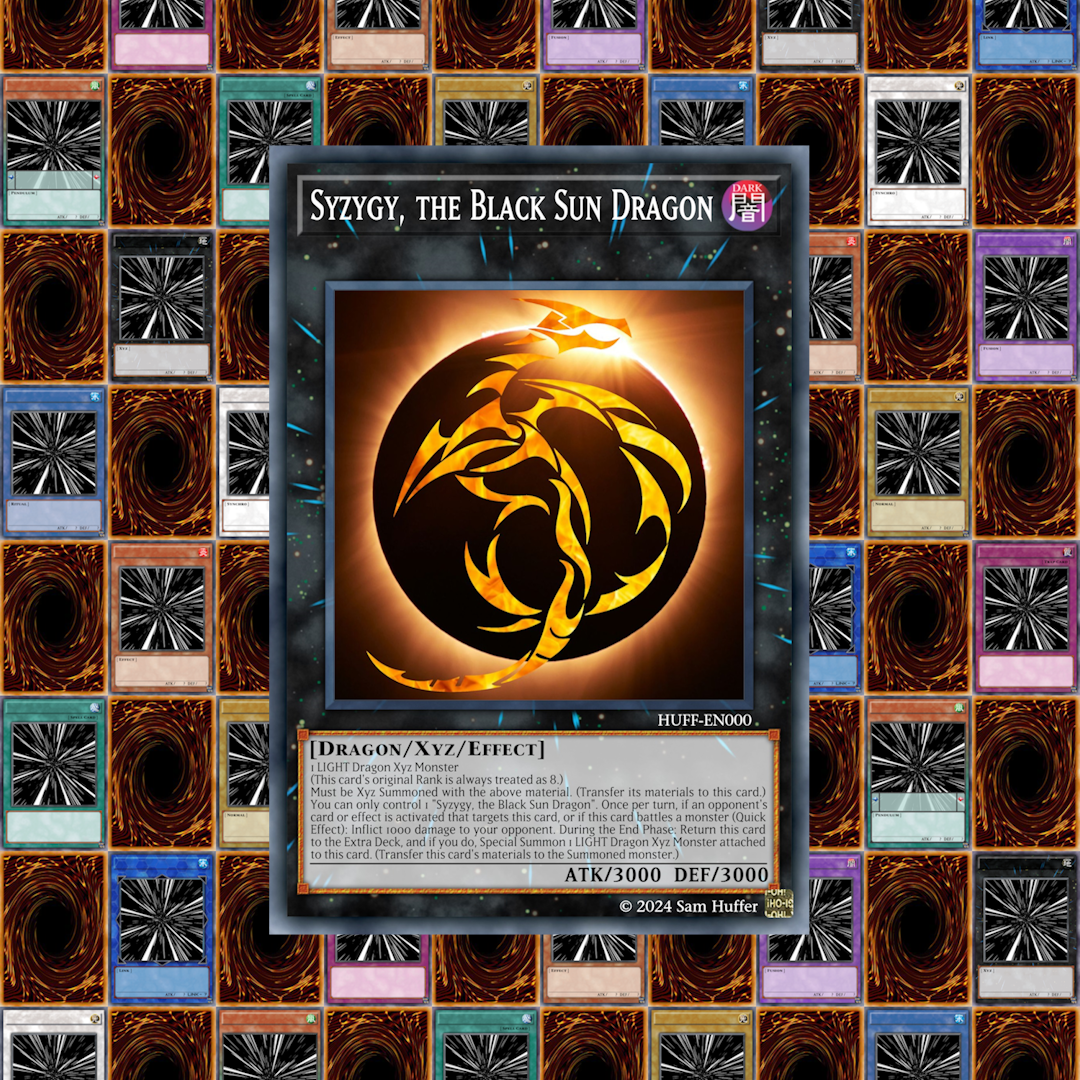 Syzygy, the Black Sun Dragon
DARK
闇
HUFF-EN000
[Dragon/Xyz/Effect]
1 LIGHT Dragon Xyz Monster
(This card's original Rank is always treated as 8.)
Must be Xyz Summoned with the above material. (Transfer its materials to this card.)
You can only control 1 "Syzygy, the Black Sun Dragon". Once per turn, if an opponent's
card or effect is activated that targets this card, or if this card battles a monster (Quick
Effect): Inflict 1000 damage to your opponent. During the End Phase: Return this card
to the Extra Deck, and if you do, Special Summon 1 LIGHT Dragon Xyz Monster attached
to this card. (Transfer this card's materials to the Summoned monster.)
ATK/3000 DEF/3000
© 2024 Sam Huffer